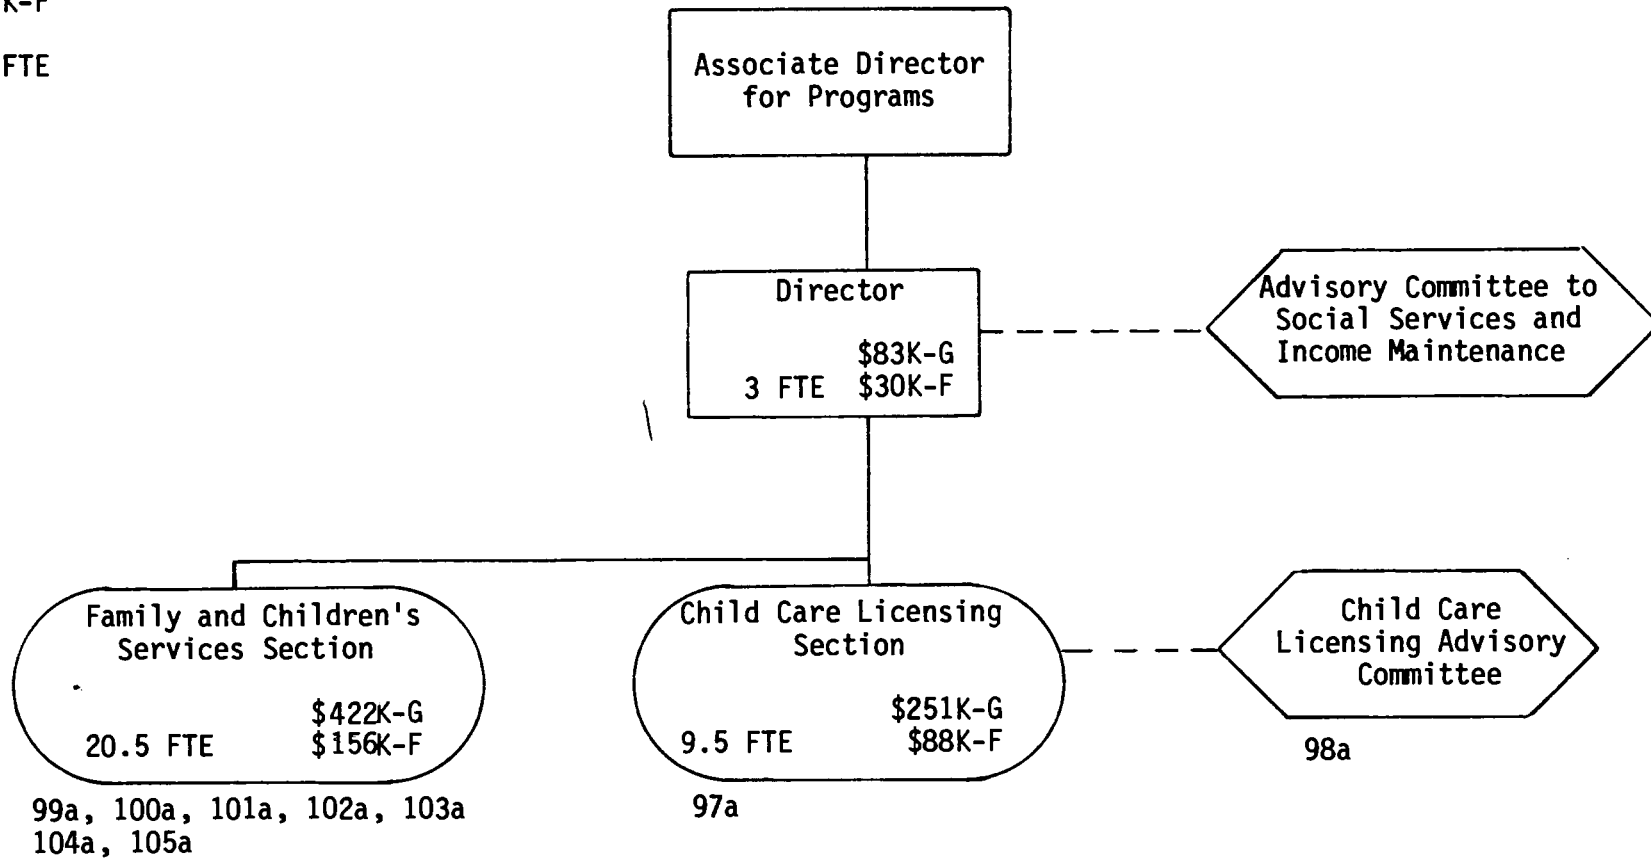 K-F
FTE
Associate Director
for Programs
Director
$83K-G
3 FTE $30K-F
Advisory Committee to
Social Services and
Income Maintenance
Family and Children's
Services Section
$422K-G
20.5 FTE $156K-F
99a, 100a, 101a, 102a, 103a
104a, 105a
Child Care Licensing
Section
$251K-G
9.5 FTE $88K-F
97a
Child Care
Licensing Advisory
Committee
98a